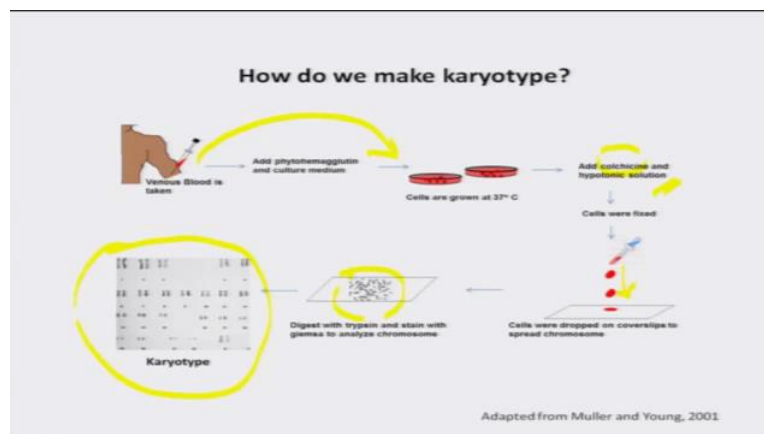 How do we make karyotype?
Venous Blood is
taken
Add phytohemagglutin
and culture medium
Cells are grown at 37° C
Add colchicine and
hypotonic solution
Cells were fixed
Cells were dropped on coverslips to
spread chromosome
Digest with trypsin and stain with
giemsa to analyze chromosome
Karyotype
Adapted from Muller and Young, 2001